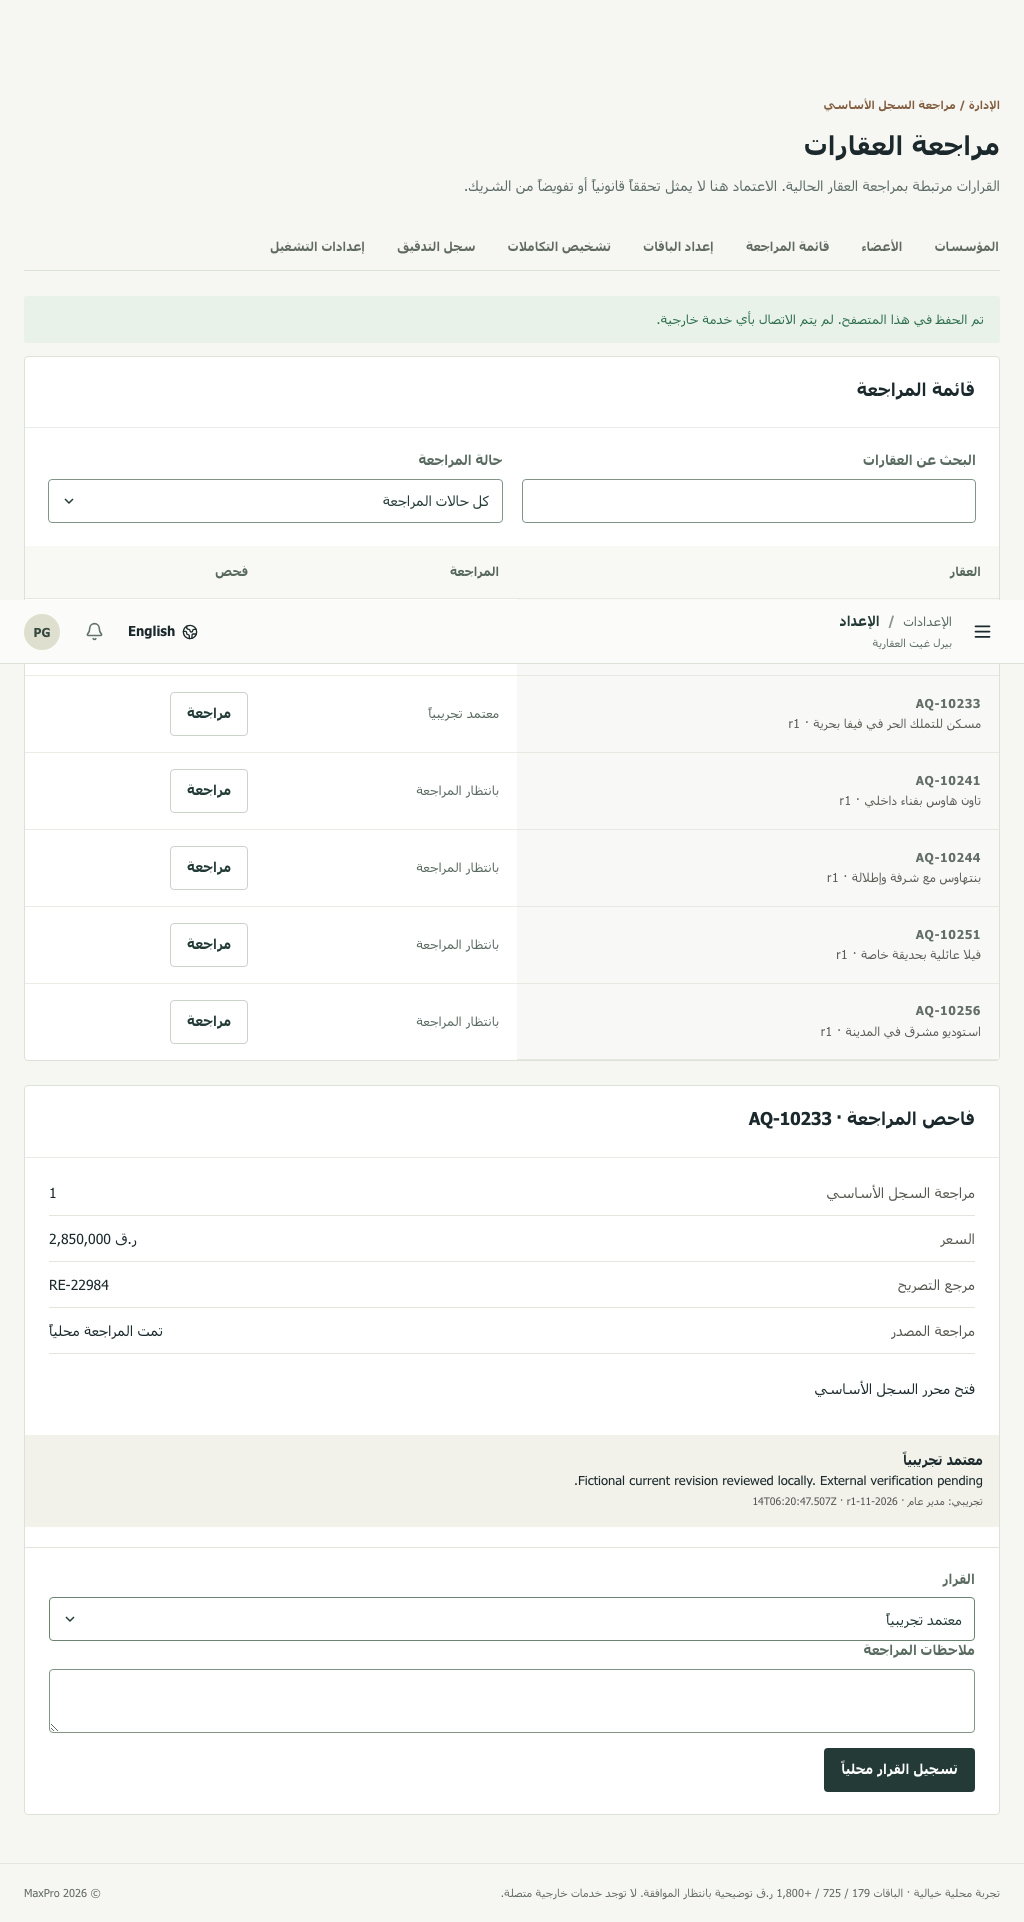 الإدارة / مراجعة السجل الأساسي
مراجعة العقارات
القرارات مرتبطة بمراجعة العقار الحالية. الاعتماد هنا لا يمثل تحققاً قانونياً أو تفويضاً من الشريك.
المؤسسات الأعضاء قائمة المراجعة إعداد الباقات تشخيص التكاملات سجل التدقيق إعدادات التشغيل
تم الحفظ في هذا المتصفح. لم يتم الاتصال بأي خدمة خارجية.
قائمة المراجعة
البحث عن العقارات
حالة المراجعة
كل حالات المراجعة
العقار المراجعة فحص
الإعدادات / الإعداد
بيرل غيت العقارية
English
PG
AQ-10233
مسكن للتملك الحر في فيفا بحرية · r1
معتمد تجريبياً
مراجعة
AQ-10241
تاون هاوس بفناء داخلي · r1
بانتظار المراجعة
مراجعة
AQ-10244
بنتهاوس مع شرفة وإطلالة · r1
بانتظار المراجعة
مراجعة
AQ-10251
فيلا عائلية بحديقة خاصة · r1
بانتظار المراجعة
مراجعة
AQ-10256
استوديو مشرق في المدينة · r1
بانتظار المراجعة
مراجعة
فاحص المراجعة · AQ-10233
مراجعة السجل الأساسي 1
السعر 2,850,000 ر.ق
مرجع التصريح RE-22984
مراجعة المصدر تمت المراجعة محلياً
فتح محرر السجل الأساسي
معتمد تجريبياً
Fictional current revision reviewed locally. External verification pending.
تجريبي: مدير عام · 2026-11-14T06:20:47.507Z · r1
القرار
معتمد تجريبياً
ملاحظات المراجعة
تسجيل القرار محلياً
تجربة محلية خيالية · الباقات 179 / 725 / +1,800 ر.ق توضيحية بانتظار الموافقة. لا توجد خدمات خارجية متصلة.
© 2026 MaxPro